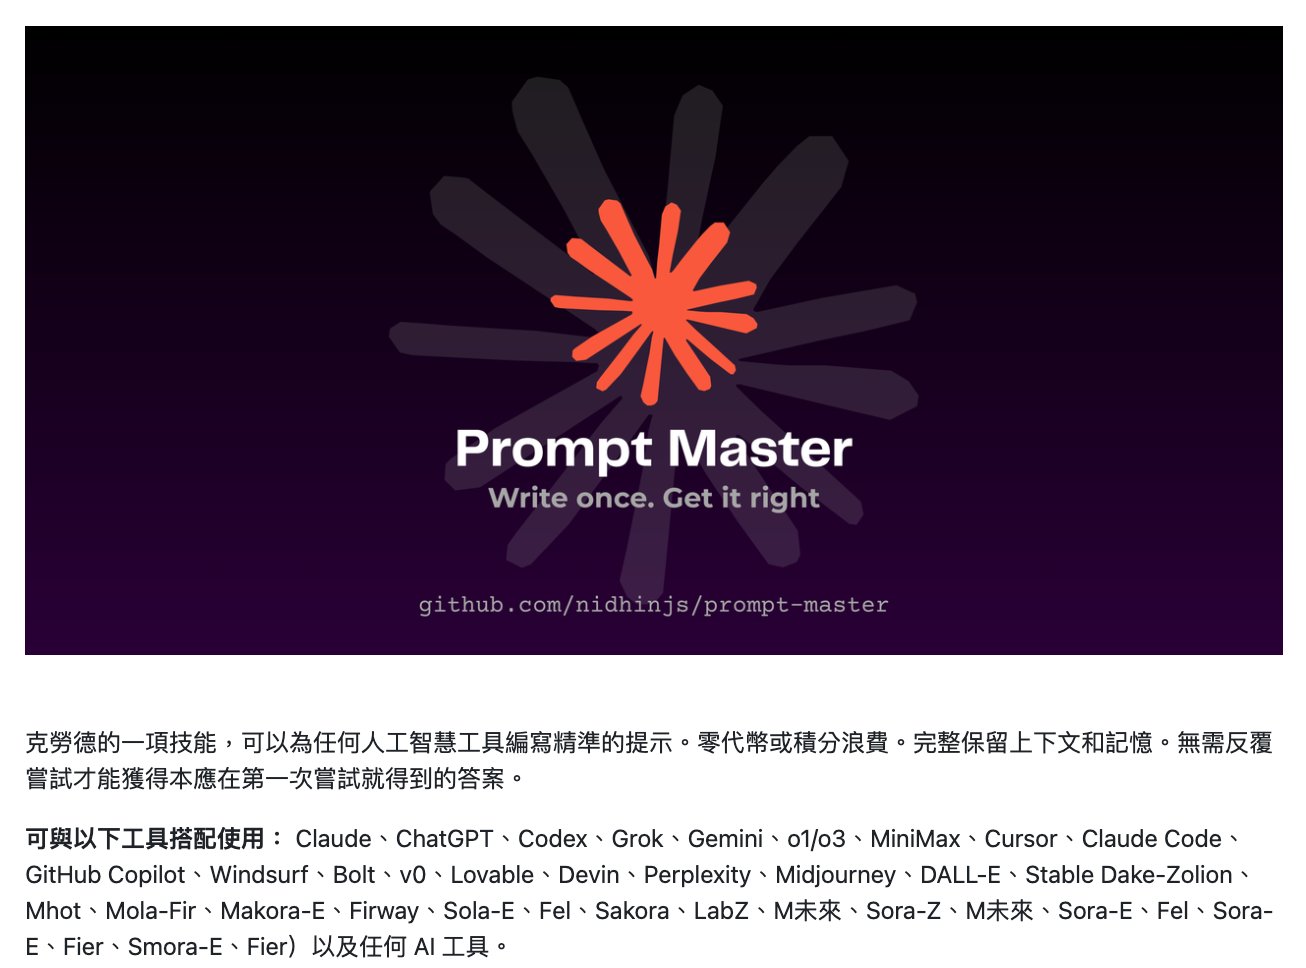 Prompt Master
Write once. Get it right
github.com/nidhinjs/prompt-master
克勞德的一項技能，可以為任何人工智慧工具編寫精準的提示。零代幣或積分浪費。完整保留上下文和記憶。無需反覆
嘗試才能獲得本應在第一次嘗試就得到的答案。
可與以下工具搭配使用： Claude、ChatGPT、Codex、Grok、Gemini、o1/o3、MiniMax、Cursor、Claude Code、
GitHub Copilot、Windsurf、Bolt、v0、Lovable、Devin、Perplexity、Midjourney、DALL-E、Stable Dake-Zolion、
Mhot、Mola-Fir、Makora-E、Firway、Sola-E、Fel、Sakora、LabZ、M未來、Sora-Z、M未來、Sora-E、Fel、Sora-
E、Fier、Smora-E、Fier）以及任何 AI 工具。